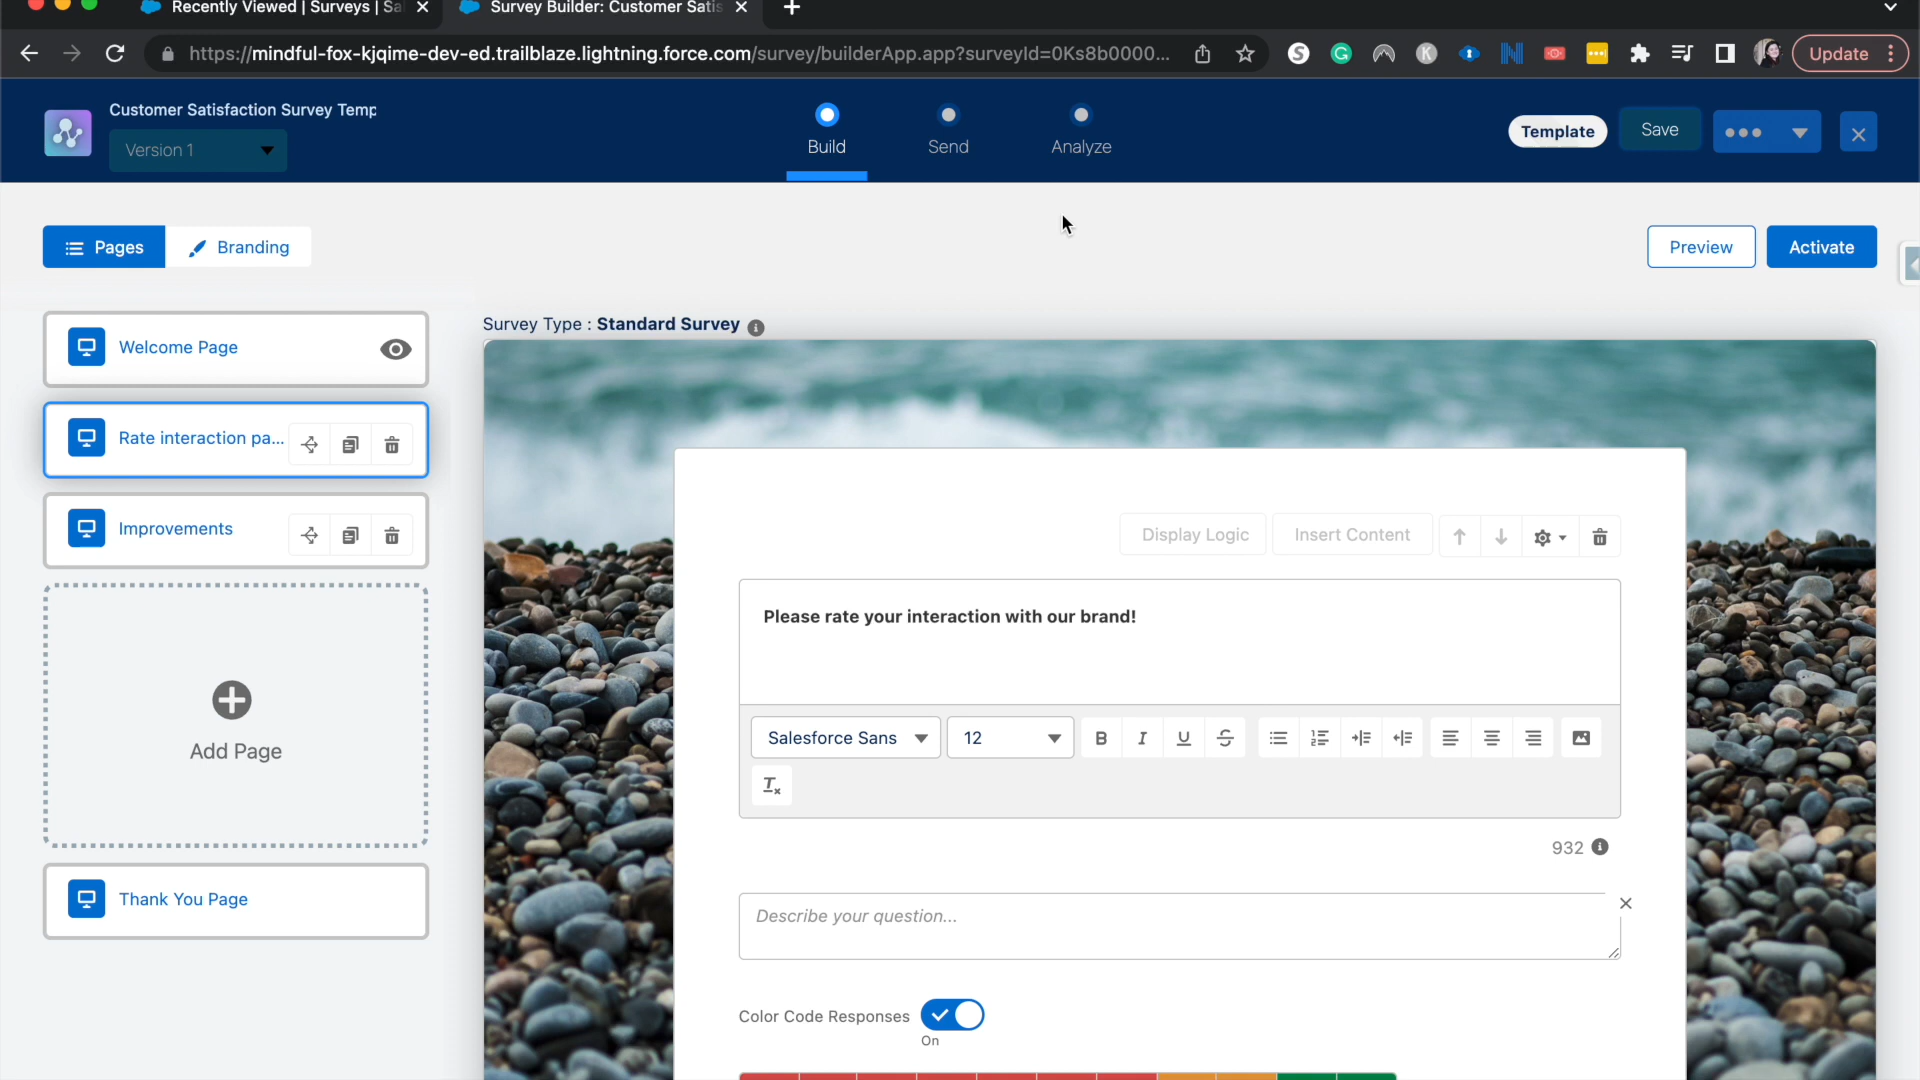 Recently Viewed | Surveys | Sa
Survey Builder: Customer Satis
https://mindful-fox-kjqime-dev-ed.trailblaze.lightning.force.com/survey/builderApp.app?surveyId=0Ks8b0000...
Update
Customer Satisfaction Survey Temp
Version 1
Build
Send
Analyze
Template
Save
Pages
Branding
Preview
Activate
Welcome Page
Rate interaction pa...
Improvements
Add Page
Thank You Page
Survey Type : Standard Survey
Display Logic
Insert Content
Please rate your interaction with our brand!
Salesforce Sans
12
932
Describe your question...
Color Code Responses
On